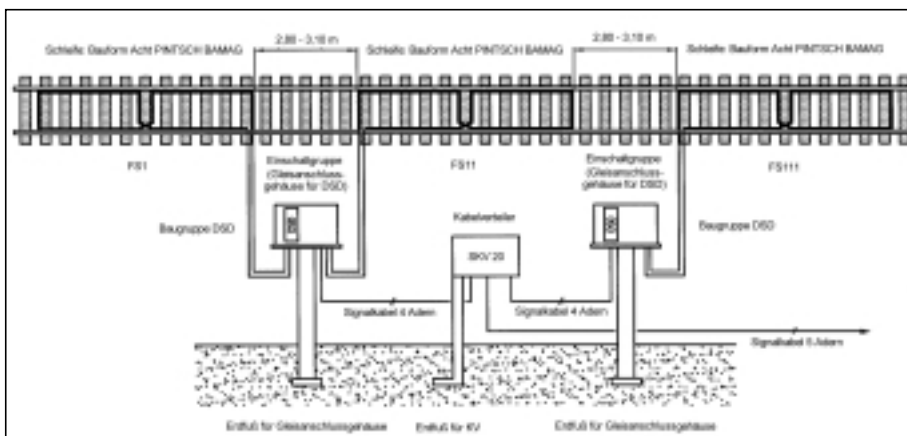 2,80 - 3,10 m
2,80 - 3,10 m
Schleife: Bauform Acht PINTSCH BAMAG
Schleife: Bauform Acht PINTSCH BAMAG
Schleife: Bauform Acht PINTSCH BAMAG
FS1
FS11
FS111
Einschaltgruppe
(Gleisanschluss-
gehäuse für DSD)
Einschaltgruppe
(Gleisanschluss-
gehäuse für DSD)
Baugruppe DSD
Kabelverteiler
Baugruppe DSD
SKV 20
Signalkabel 4 Adern
Signalkabel 4 Adern
Signalkabel 8 Adern
Erdfuß für Gleisanschlussgehäuse
Erdfuß für KV
Erdfuß für Gleisanschlussgehäuse